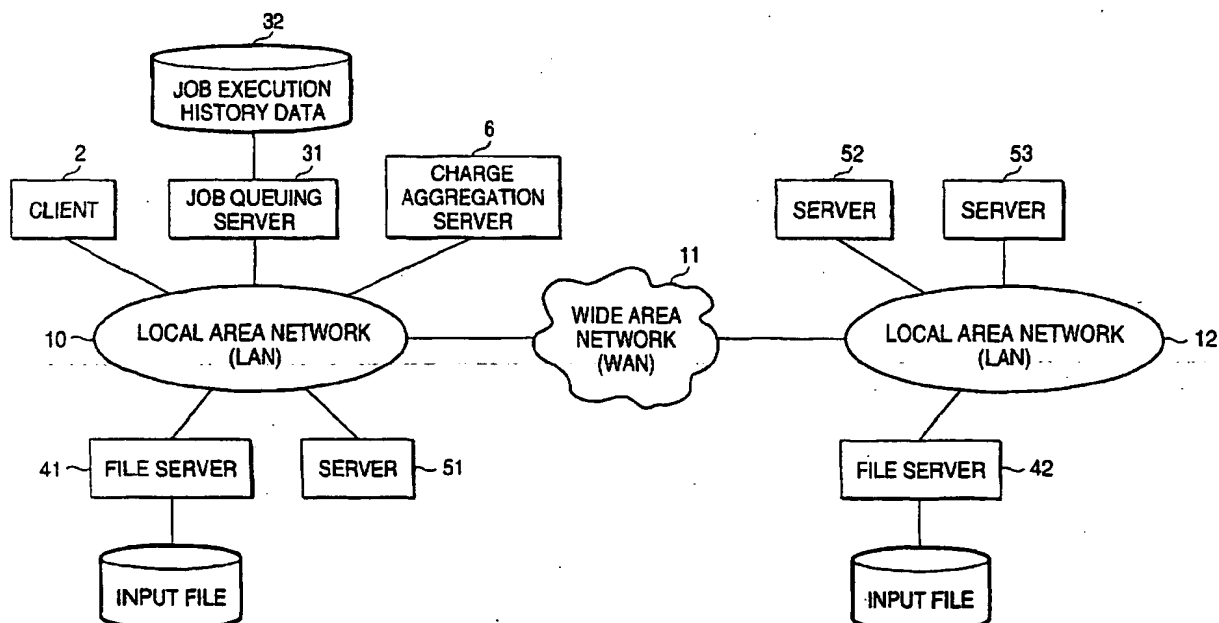 32
JOB EXECUTION
HISTORY DATA
2
CLIENT
31
JOB QUEUING
SERVER
6
CHARGE
AGGREGATION
SERVER
52
SERVER
53
SERVER
10
LOCAL AREA NETWORK
(LAN)
11
WIDE AREA
NETWORK
(WAN)
LOCAL AREA NETWORK
(LAN)
12
41
FILE SERVER
SERVER
51
FILE SERVER
42
INPUT FILE
INPUT FILE